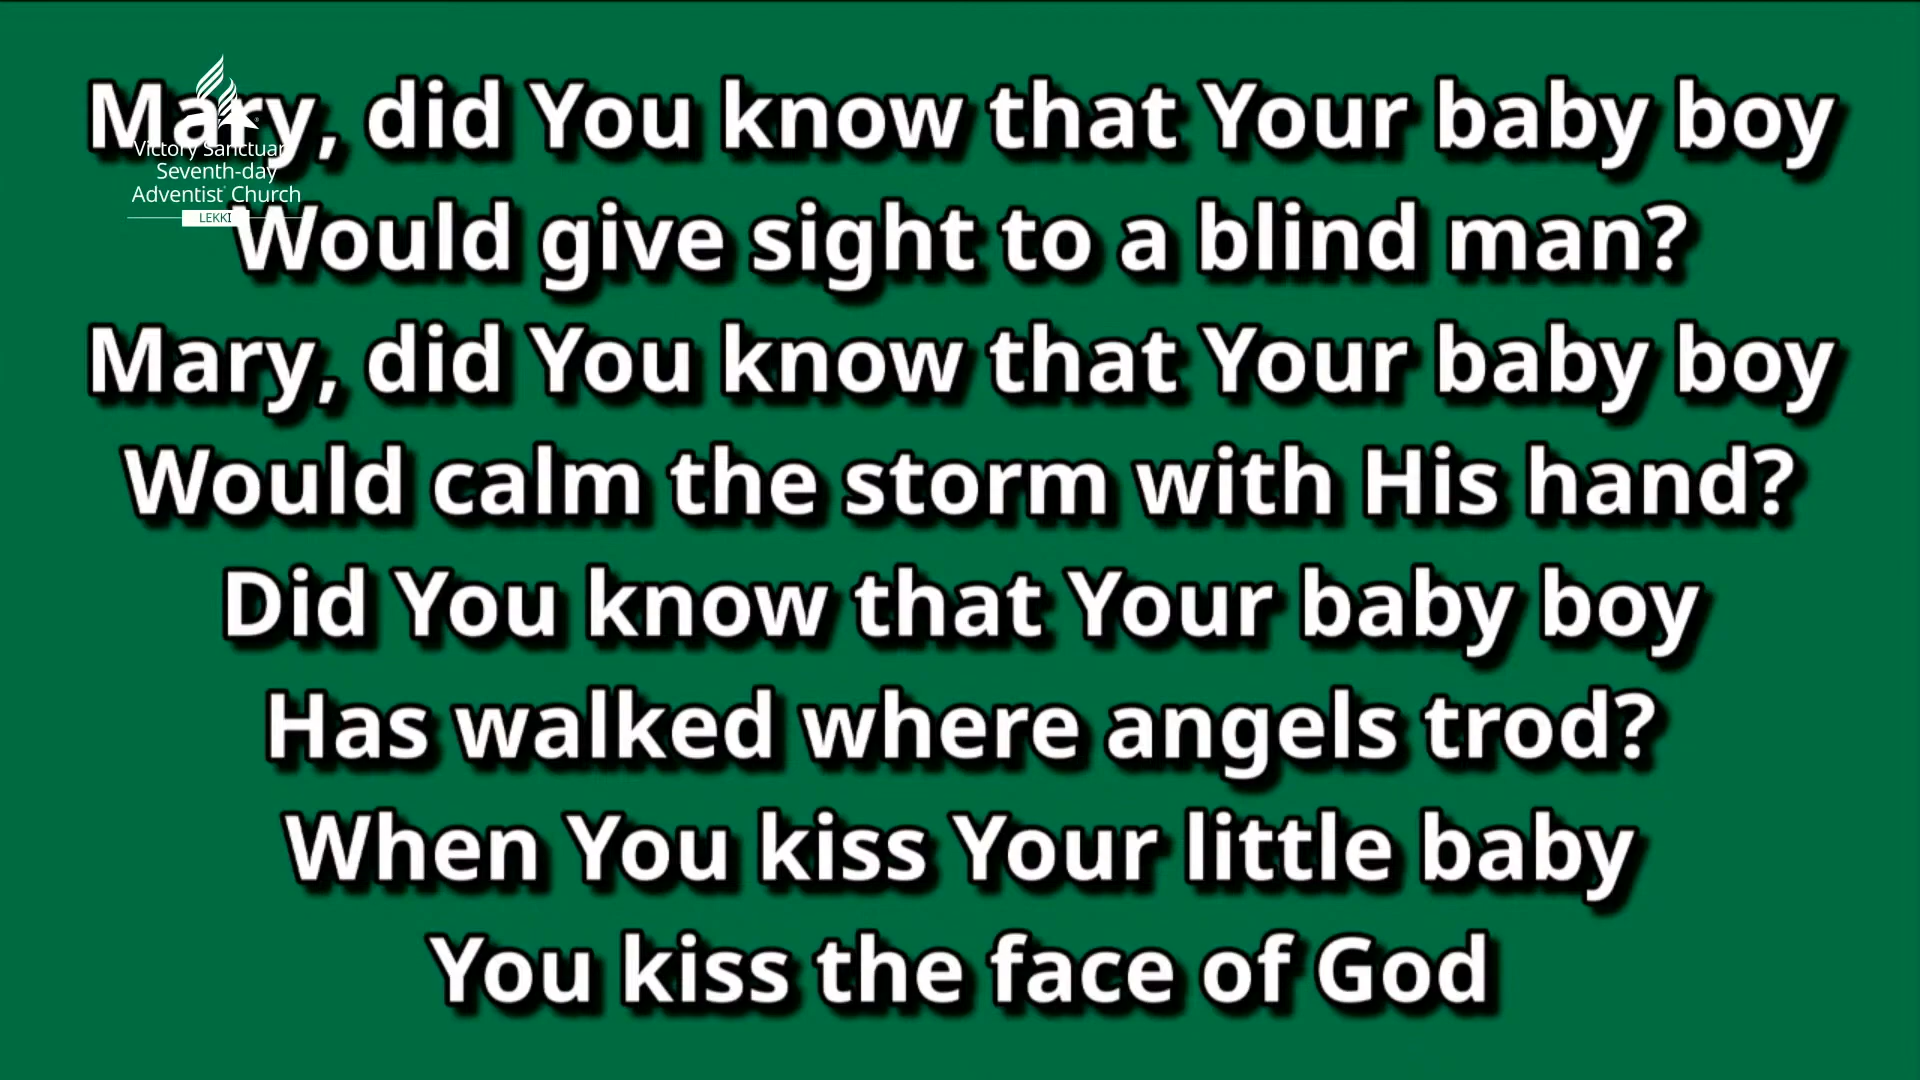 Mary, did You know that Your baby boy
Would give sight to a blind man?
Mary, did You know that Your baby boy
Would calm the storm with His hand?
Did You know that Your baby boy
Has walked where angels trod?
When You kiss Your little baby
You kiss the face of God
Victory Sanctuary
Seventh-day
Adventist Church
LEKKI